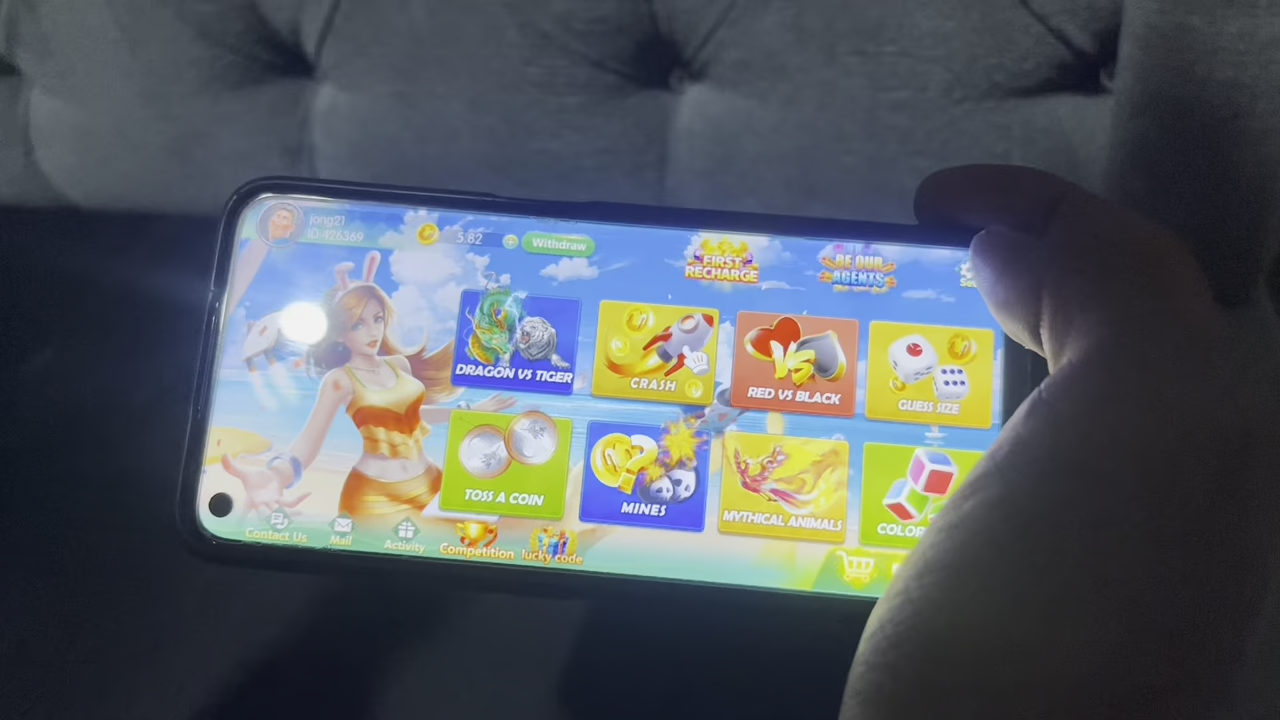 jong21
ID:426369
5.82
Withdraw
FIRST
RECHARGE
BE OUR
AGENTS
DRAGON VS TIGER
CRASH
VS
RED VS BLACK
GUESS SIZE
TOSS A COIN
MINES
MYTHICAL ANIMALS
COLOR
Contact Us
Mail
Activity
Competition
lucky code